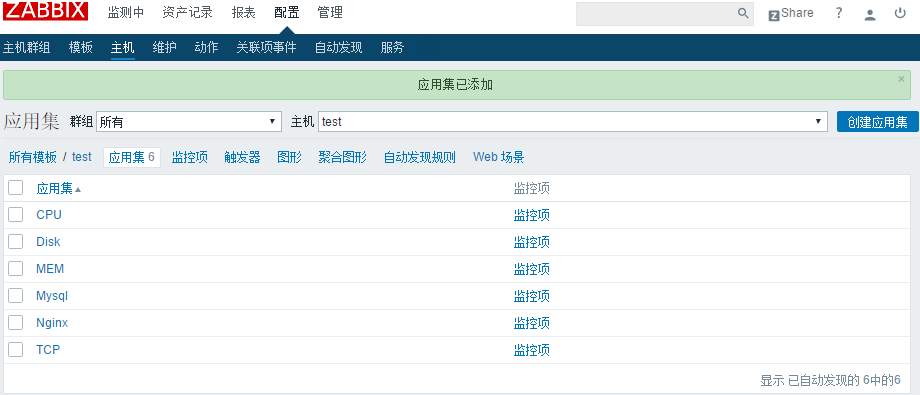 ZABBIX 监测中 资产记录 报表 配置 管理 Share ?
主机群组 模板 主机 维护 动作 关联项事件 自动发现 服务
应用集已添加
应用集 群组 所有 主机 test 创建应用集
所有模板 / test 应用集 6 监控项 触发器 图形 聚合图形 自动发现规则 Web 场景
应用集 监控项
CPU 监控项
Disk 监控项
MEM 监控项
Mysql 监控项
Nginx 监控项
TCP 监控项
显示 已自动发现的 6中的6